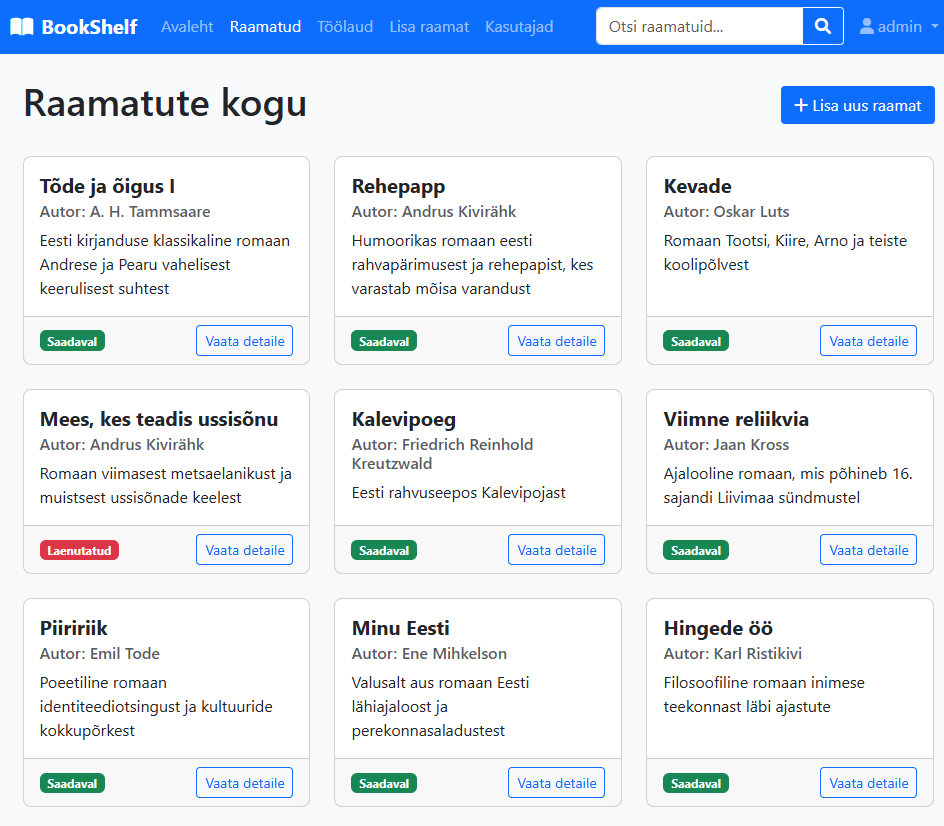 BookShelf Avaleht Raamatud Töölaud Lisa raamat Kasutajad Otsi raamatuid... admin
Raamatute kogu
+ Lisa uus raamat
Tõde ja õigus I
Autor: A. H. Tammsaare
Eesti kirjanduse klassikaline romaan
Andrese ja Pearu vahelisest
keerulisest suhtest
Saadaval Vaata detaile
Rehepapp
Autor: Andrus Kivirähk
Humoorikas romaan eesti
rahvapärimusest ja rehepapist, kes
varastab mõisa varandust
Saadaval Vaata detaile
Kevade
Autor: Oskar Luts
Romaan Tootsi, Kiire, Arno ja teiste
koolipõlvest
Saadaval Vaata detaile
Mees, kes teadis ussisõnu
Autor: Andrus Kivirähk
Romaan viimasest metsaelanikust ja
muistsest ussisõnade keelest
Laenutatud Vaata detaile
Kalevipoeg
Autor: Friedrich Reinhold
Kreutzwald
Eesti rahvuseepos Kalevipojast
Saadaval Vaata detaile
Viimne reliikvia
Autor: Jaan Kross
Ajalooline romaan, mis põhineb 16.
sajandi Liivimaa sündmustel
Saadaval Vaata detaile
Piiririik
Autor: Emil Tode
Poeetiline romaan
identiteediotsingust ja kultuuride
kokkupõrkest
Saadaval Vaata detaile
Minu Eesti
Autor: Ene Mihkelson
Valusalt aus romaan Eesti
lähiajaloost ja
perekonnasaladustest
Saadaval Vaata detaile
Hingede öö
Autor: Karl Ristikivi
Filosoofiline romaan inimese
teekonnast läbi ajastute
Saadaval Vaata detaile